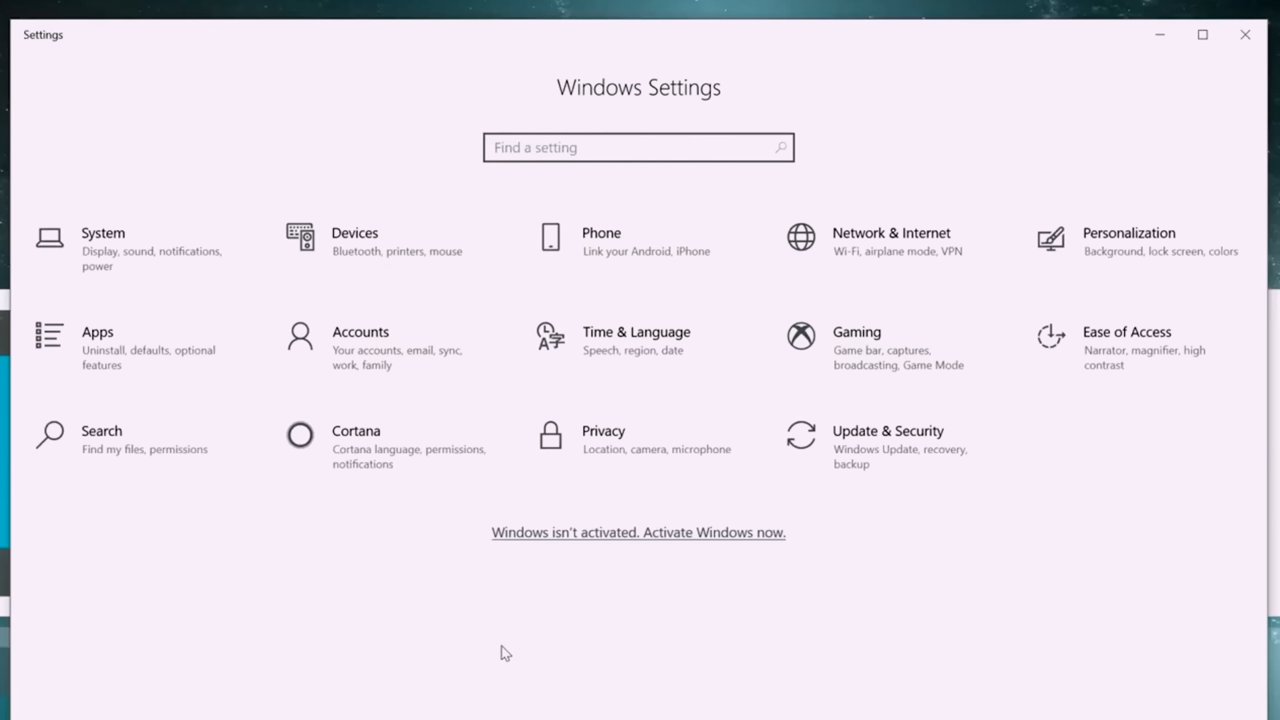 Settings
Windows Settings
Find a setting
System
Display, sound, notifications,
power
Devices
Bluetooth, printers, mouse
Phone
Link your Android, iPhone
Network & Internet
Wi-Fi, airplane mode, VPN
Personalization
Background, lock screen, colors
Apps
Uninstall, defaults, optional
features
Accounts
Your accounts, email, sync,
work, family
Time & Language
Speech, region, date
Gaming
Game bar, captures,
broadcasting, Game Mode
Ease of Access
Narrator, magnifier, high
contrast
Search
Find my files, permissions
Cortana
Cortana language, permissions,
notifications
Privacy
Location, camera, microphone
Update & Security
Windows Update, recovery,
backup
Windows isn't activated. Activate Windows now.